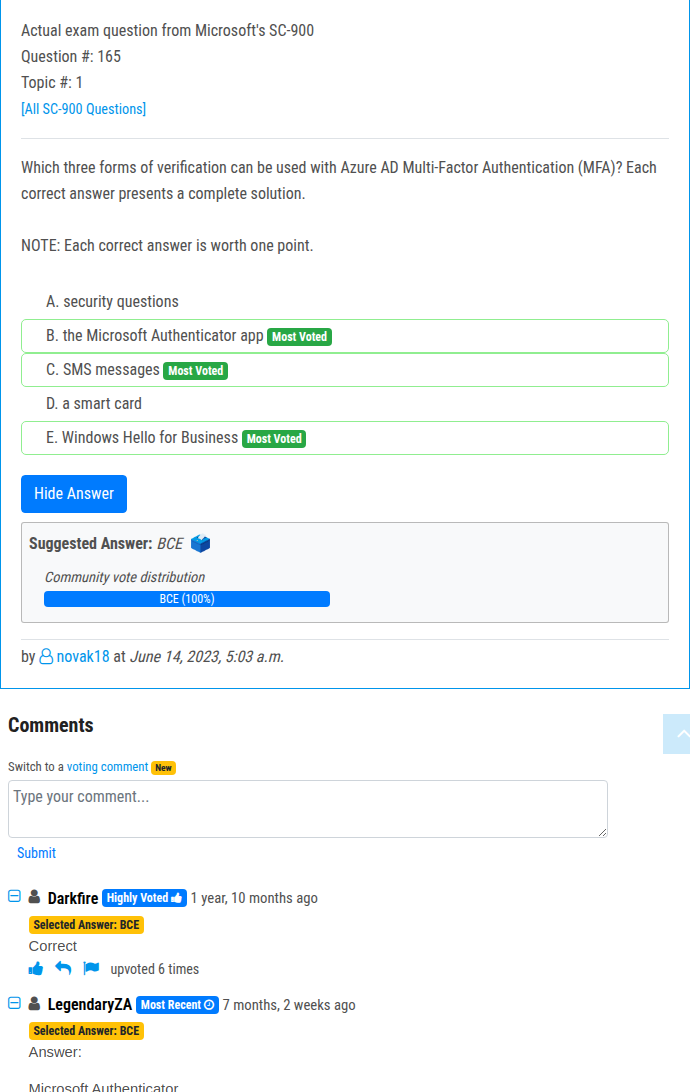 Actual exam question from Microsoft's SC-900
Question #: 165
Topic #: 1
[All SC-900 Questions]
Which three forms of verification can be used with Azure AD Multi-Factor Authentication (MFA)? Each
correct answer presents a complete solution.
NOTE: Each correct answer is worth one point.
A. security questions
B. the Microsoft Authenticator app Most Voted
C. SMS messages Most Voted
D. a smart card
E. Windows Hello for Business Most Voted
Hide Answer
Suggested Answer: BCE
Community vote distribution
BCE (100%)
by novak18 at June 14, 2023, 5:03 a.m.
Comments
Switch to a voting comment New
Type your comment...
Submit
Darkfire Highly Voted 1 year, 10 months ago
Selected Answer: BCE
Correct
upvoted 6 times
LegendaryZA Most Recent 7 months, 2 weeks ago
Selected Answer: BCE
Answer:
Microsoft Authenticator